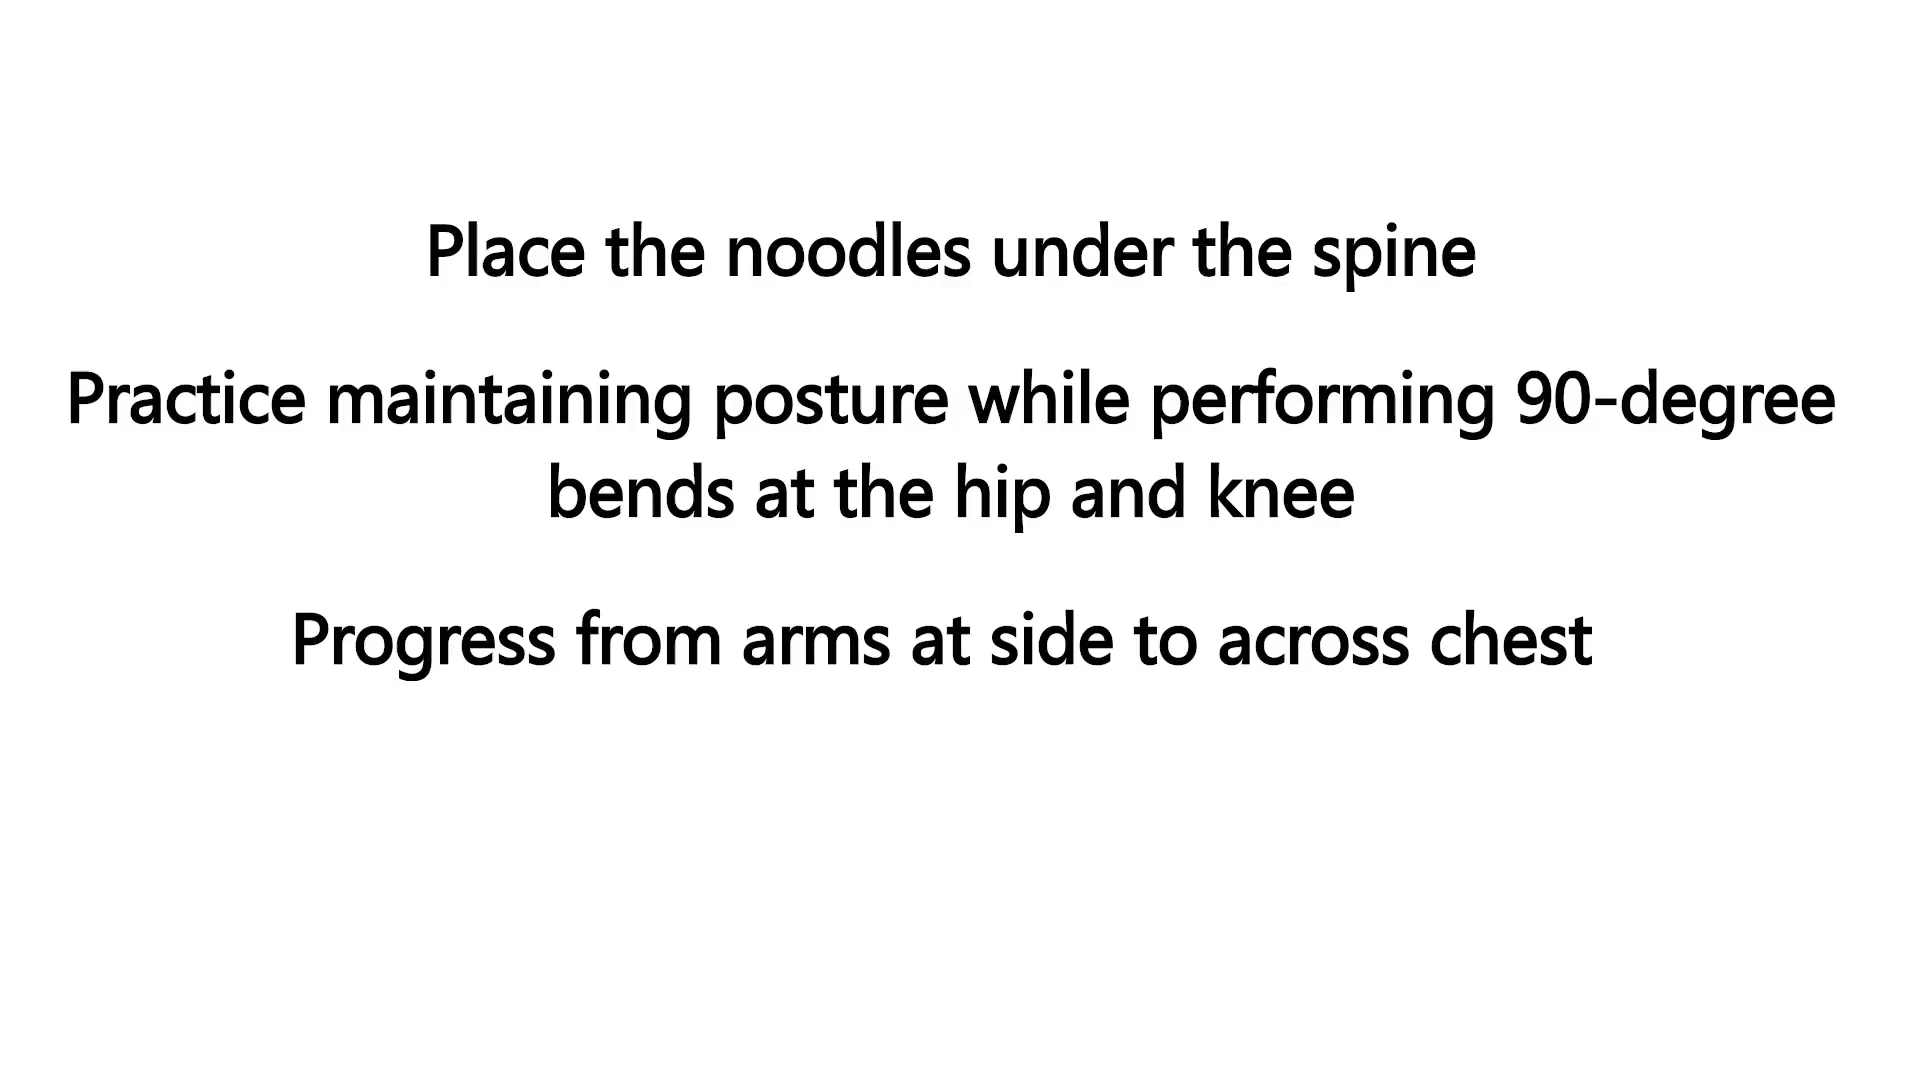 Place the noodles under the spine
Practice maintaining posture while performing 90-degree
bends at the hip and knee
Progress from arms at side to across chest